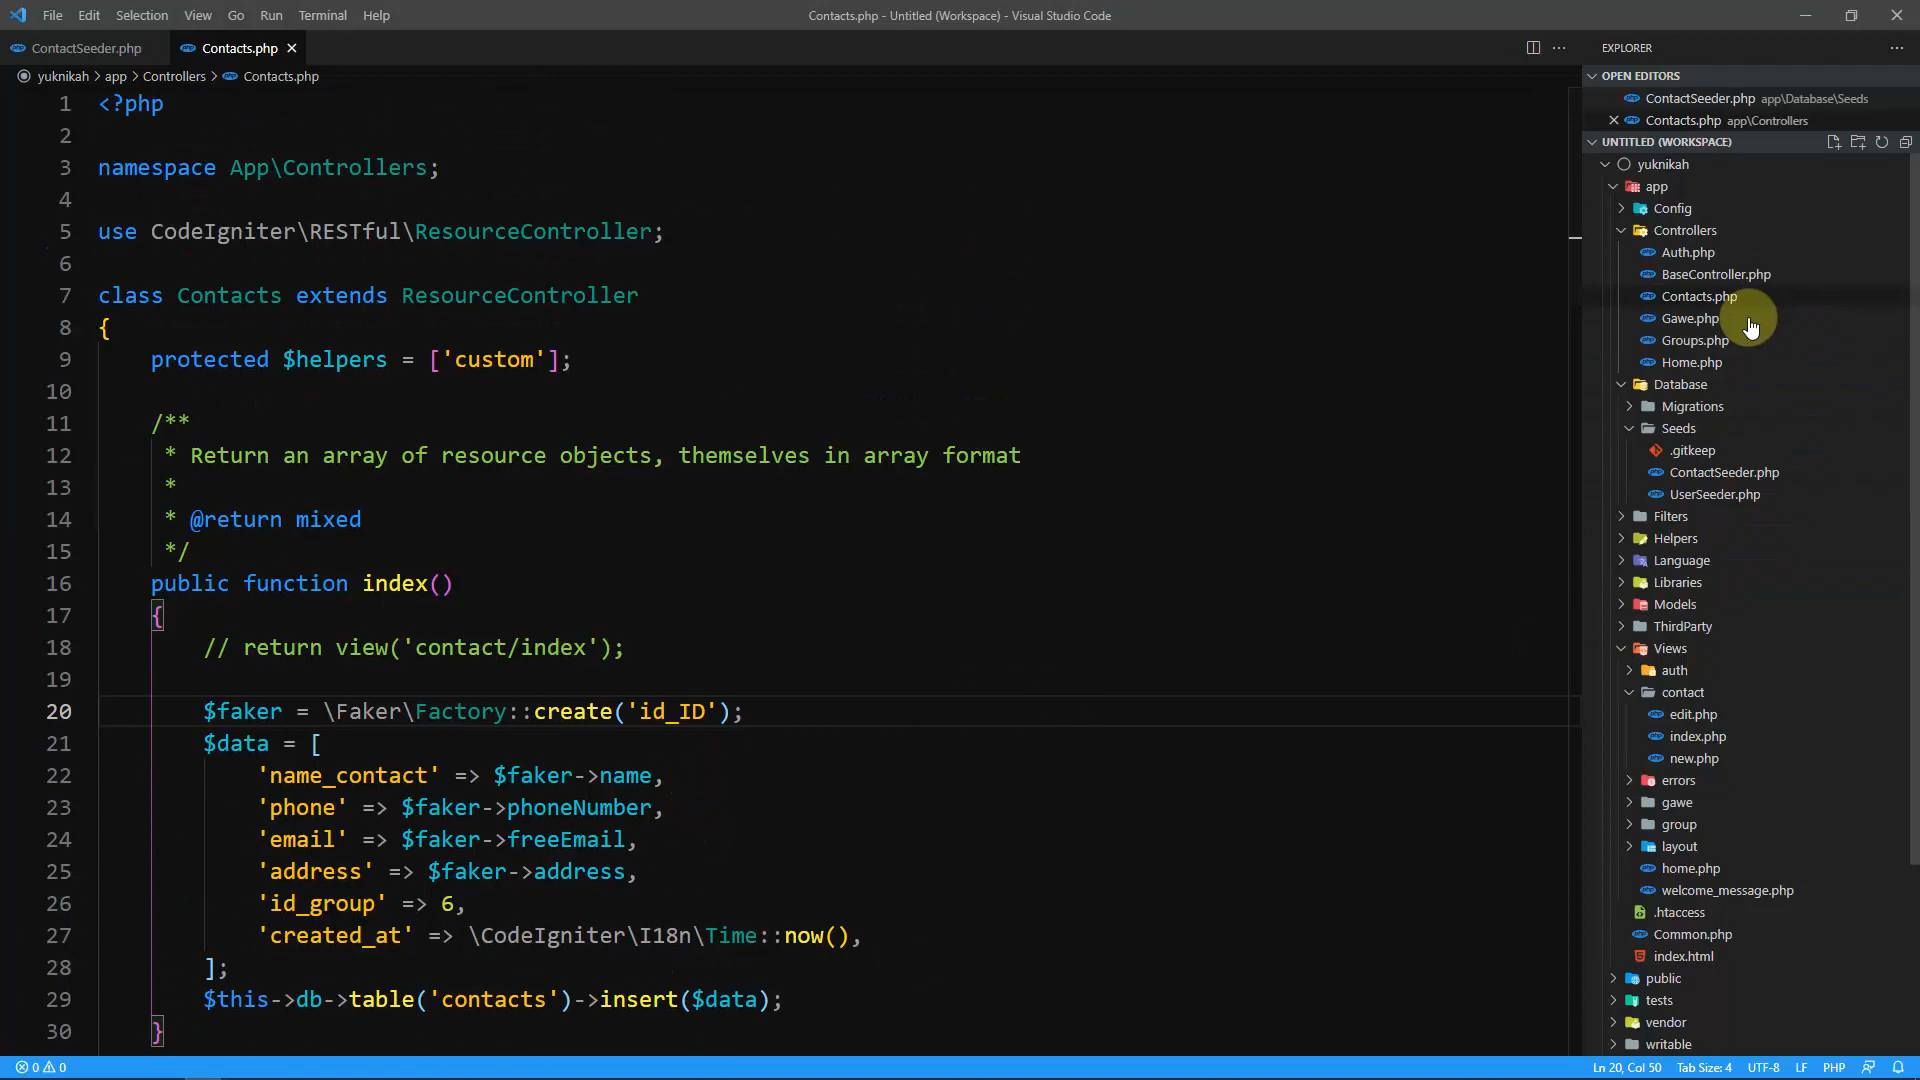 File Edit Selection View Go Run Terminal Help
Contacts.php - Untitled (Workspace) - Visual Studio Code
ContactSeeder.php
Contacts.php
yuknikah > app > Controllers > Contacts.php
1 <?php
2
3 namespace App\Controllers;
4
5 use CodeIgniter\RESTful\ResourceController;
6
7 class Contacts extends ResourceController
8 {
9 protected $helpers = ['custom'];
10
11 /**
12 * Return an array of resource objects, themselves in array format
13 *
14 * @return mixed
15 */
16 public function index()
17 {
18 // return view('contact/index');
19
20 $faker = \Faker\Factory::create('id_ID');
21 $data = [
22 'name_contact' => $faker->name,
23 'phone' => $faker->phoneNumber,
24 'email' => $faker->freeEmail,
25 'address' => $faker->address,
26 'id_group' => 6,
27 'created_at' => \CodeIgniter\I18n\Time::now(),
28 ];
29 $this->db->table('contacts')->insert($data);
30 }
EXPLORER
OPEN EDITORS
ContactSeeder.php app\Database\Seeds
Contacts.php app\Controllers
UNTITLED (WORKSPACE)
yuknikah
app
Config
Controllers
Auth.php
BaseController.php
Contacts.php
Gawe.php
Groups.php
Home.php
Database
Migrations
Seeds
.gitkeep
ContactSeeder.php
UserSeeder.php
Filters
Helpers
Language
Libraries
Models
ThirdParty
Views
auth
contact
edit.php
index.php
new.php
errors
gawe
group
layout
home.php
welcome_message.php
.htaccess
Common.php
index.html
public
tests
vendor
writable
0 0
Ln 20, Col 50 Tab Size: 4 UTF-8 LF PHP